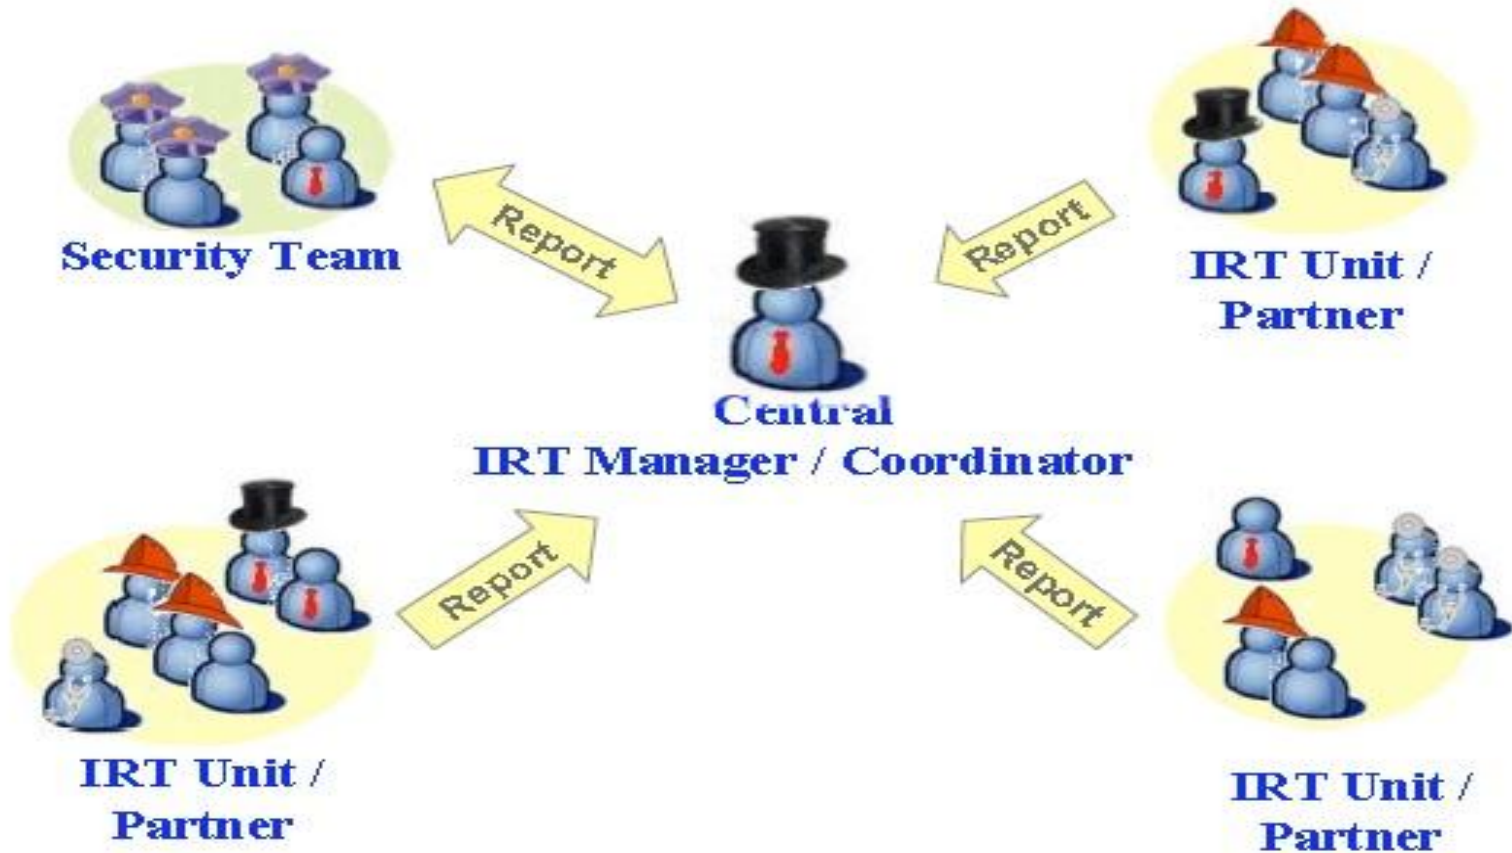 Security Team
Report
Report
IRT Unit /
Partner
Central
IRT Manager / Coordinator
Report
Report
IRT Unit /
Partner
IRT Unit /
Partner